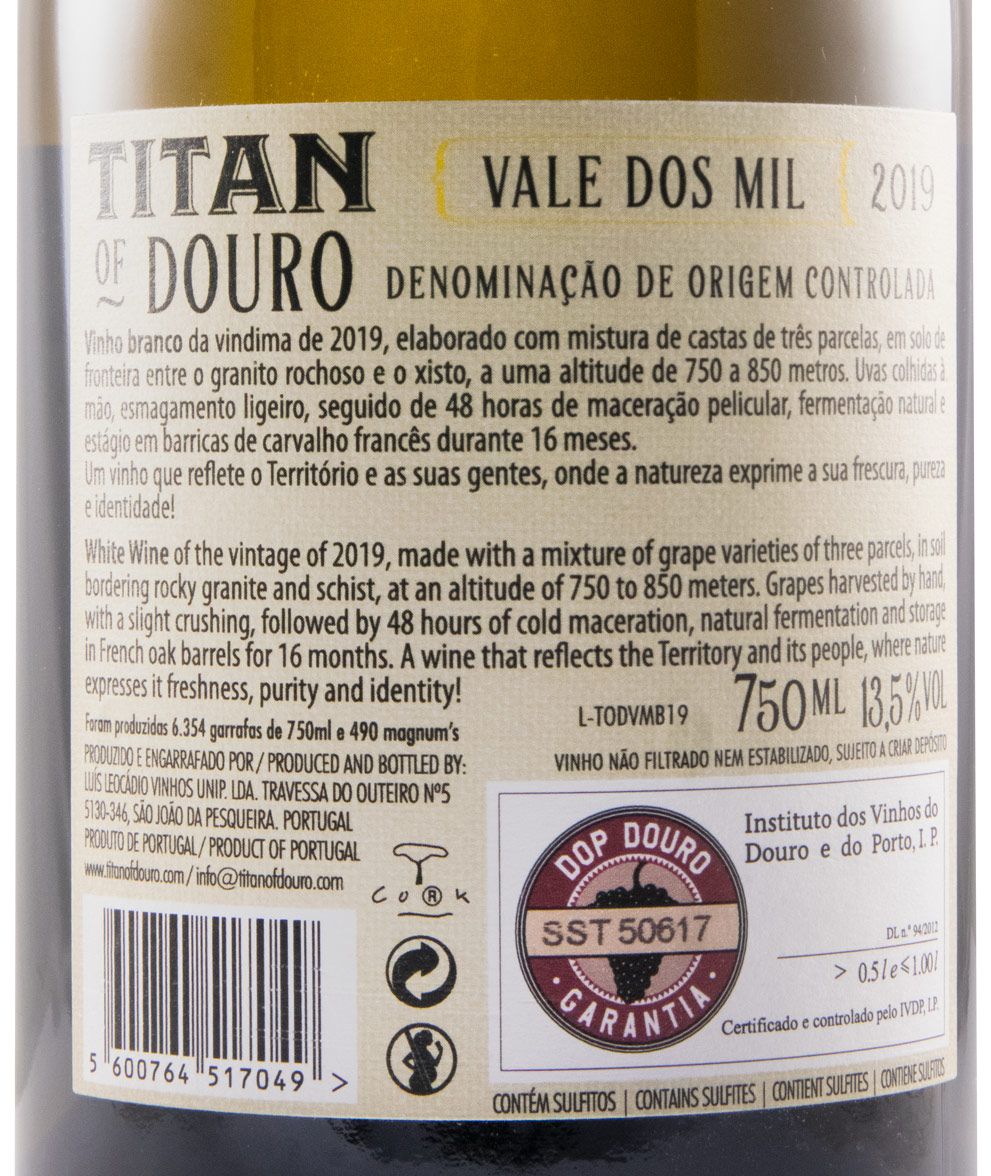 TITAN
OF DOURO
{ VALE DOS MIL { 2019
DENOMINAÇÃO DE ORIGEM CONTROLADA
Vinho branco da vindima de 2019, elaborado com mistura de castas de três parcelas, em solo de
fronteira entre o granito rochoso e o xisto, a uma altitude de 750 a 850 metros. Uvas colhidas à
mão, esmagamento ligeiro, seguido de 48 horas de maceração pelicular, fermentação natural e
estágio em barricas de carvalho francês durante 16 meses.
Um vinho que reflete o Território e as suas gentes, onde a natureza exprime a sua frescura, pureza
e identidade!
White Wine of the vintage of 2019, made with a mixture of grape varieties of three parcels, in soil
bordering rocky granite and schist, at an altitude of 750 to 850 meters. Grapes harvested by hand,
with a slight crushing, followed by 48 hours of cold maceration, natural fermentation and storage
in French oak barrels for 16 months. A wine that reflects the Territory and its people, where nature
expresses it freshness, purity and identity!
Foram produzidas 6.354 garrafas de 750ml e 490 magnum's
PRODUZIDO E ENGARRAFADO POR / PRODUCED AND BOTTLED BY:
LUÍS LEOCÁDIO VINHOS UNIP. LDA. TRAVESSA DO OUTEIRO Nº5
5130-346, SÃO JOÃO DA PESQUEIRA. PORTUGAL
PRODUTO DE PORTUGAL / PRODUCT OF PORTUGAL
www.titanofdouro.com / info@titanofdouro.com
CORK
L-TODVMB19
750ML 13,5%VOL
VINHO NÃO FILTRADO NEM ESTABILIZADO, SUJEITO A CRIAR DEPÓSITO
DOP DOURO
SST 50617
GARANTIA
Instituto dos Vinhos do
Douro e do Porto, I. P.
DL n.º 94/2012
> 0.5 l e ≤ 1.00 l
Certificado e controlado pelo IVDP, I.P.
5 600764 517049 >
CONTÉM SULFITOS | CONTAINS SULFITES | CONTIENT SULFITES | CONTIENE SULFITOS